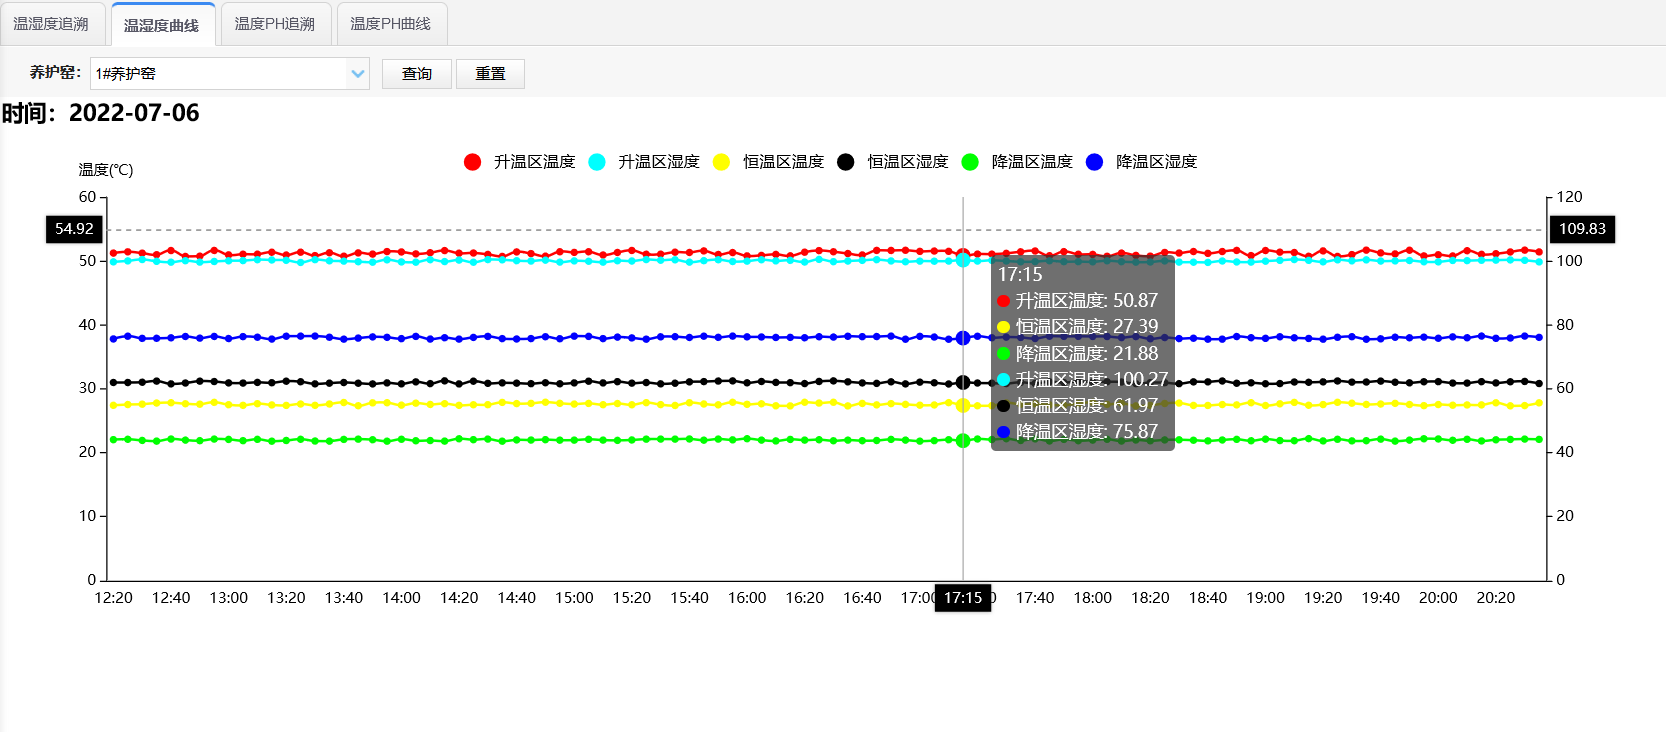 温湿度追溯 温湿度曲线 温度PH追溯 温度PH曲线
养护窑: 1#养护窑 查询 重置
时间：2022-07-06
升温区温度 升温区湿度 恒温区温度 恒温区湿度 降温区温度 降温区湿度
温度(℃)
60 120
54.92 109.83
50 100
17:15
升温区温度: 50.87
恒温区温度: 27.39
40 80
降温区温度: 21.88
升温区湿度: 100.27
30 60
恒温区湿度: 61.97
降温区湿度: 75.87
20 40
10 20
0 0
12:20 12:40 13:00 13:20 13:40 14:00 14:20 14:40 15:00 15:20 15:40 16:00 16:20 16:40 17:00 17:15 17:40 18:00 18:20 18:40 19:00 19:20 19:40 20:00 20:20